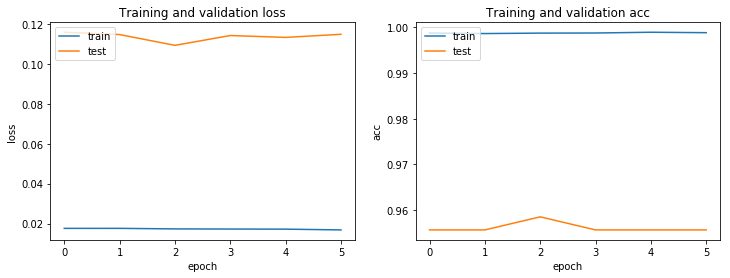 Training and validation loss
0.12
0.10
0.08
0.06
0.04
0.02
loss
train
test
0 1 2 3 4 5
epoch
Training and validation acc
1.00
0.99
0.98
0.97
0.96
acc
train
test
0 1 2 3 4 5
epoch